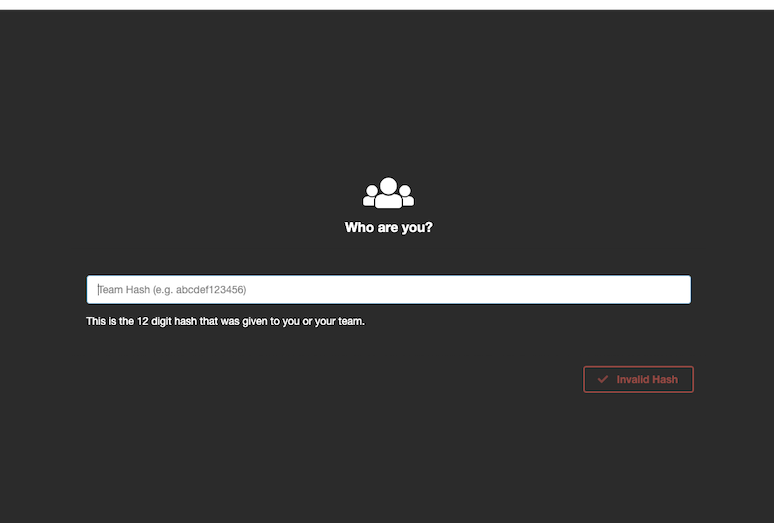 Who are you?
Team Hash (e.g. abcdef123456)
This is the 12 digit hash that was given to you or your team.
Invalid Hash